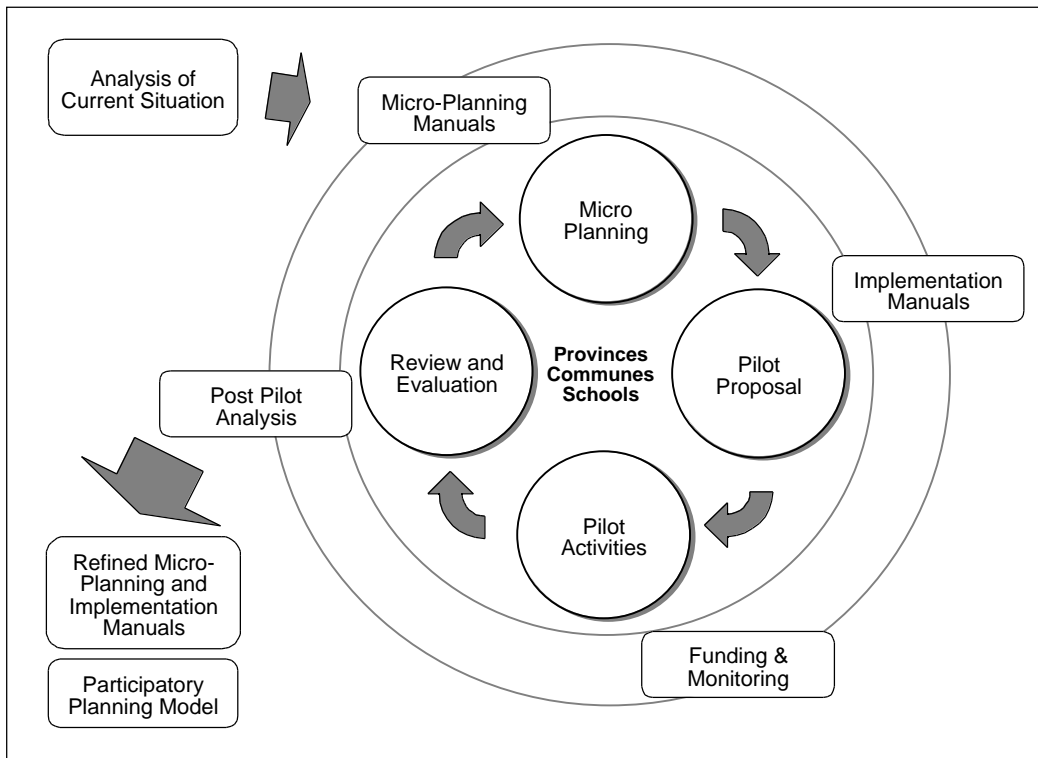 Analysis of
Current Situation
Micro-Planning
Manuals
Micro
Planning
Implementation
Manuals
Review and
Evaluation
Provinces
Communes
Schools
Pilot
Proposal
Post Pilot
Analysis
Pilot
Activities
Refined Micro-
Planning and
Implementation
Manuals
Funding &
Monitoring
Participatory
Planning Model